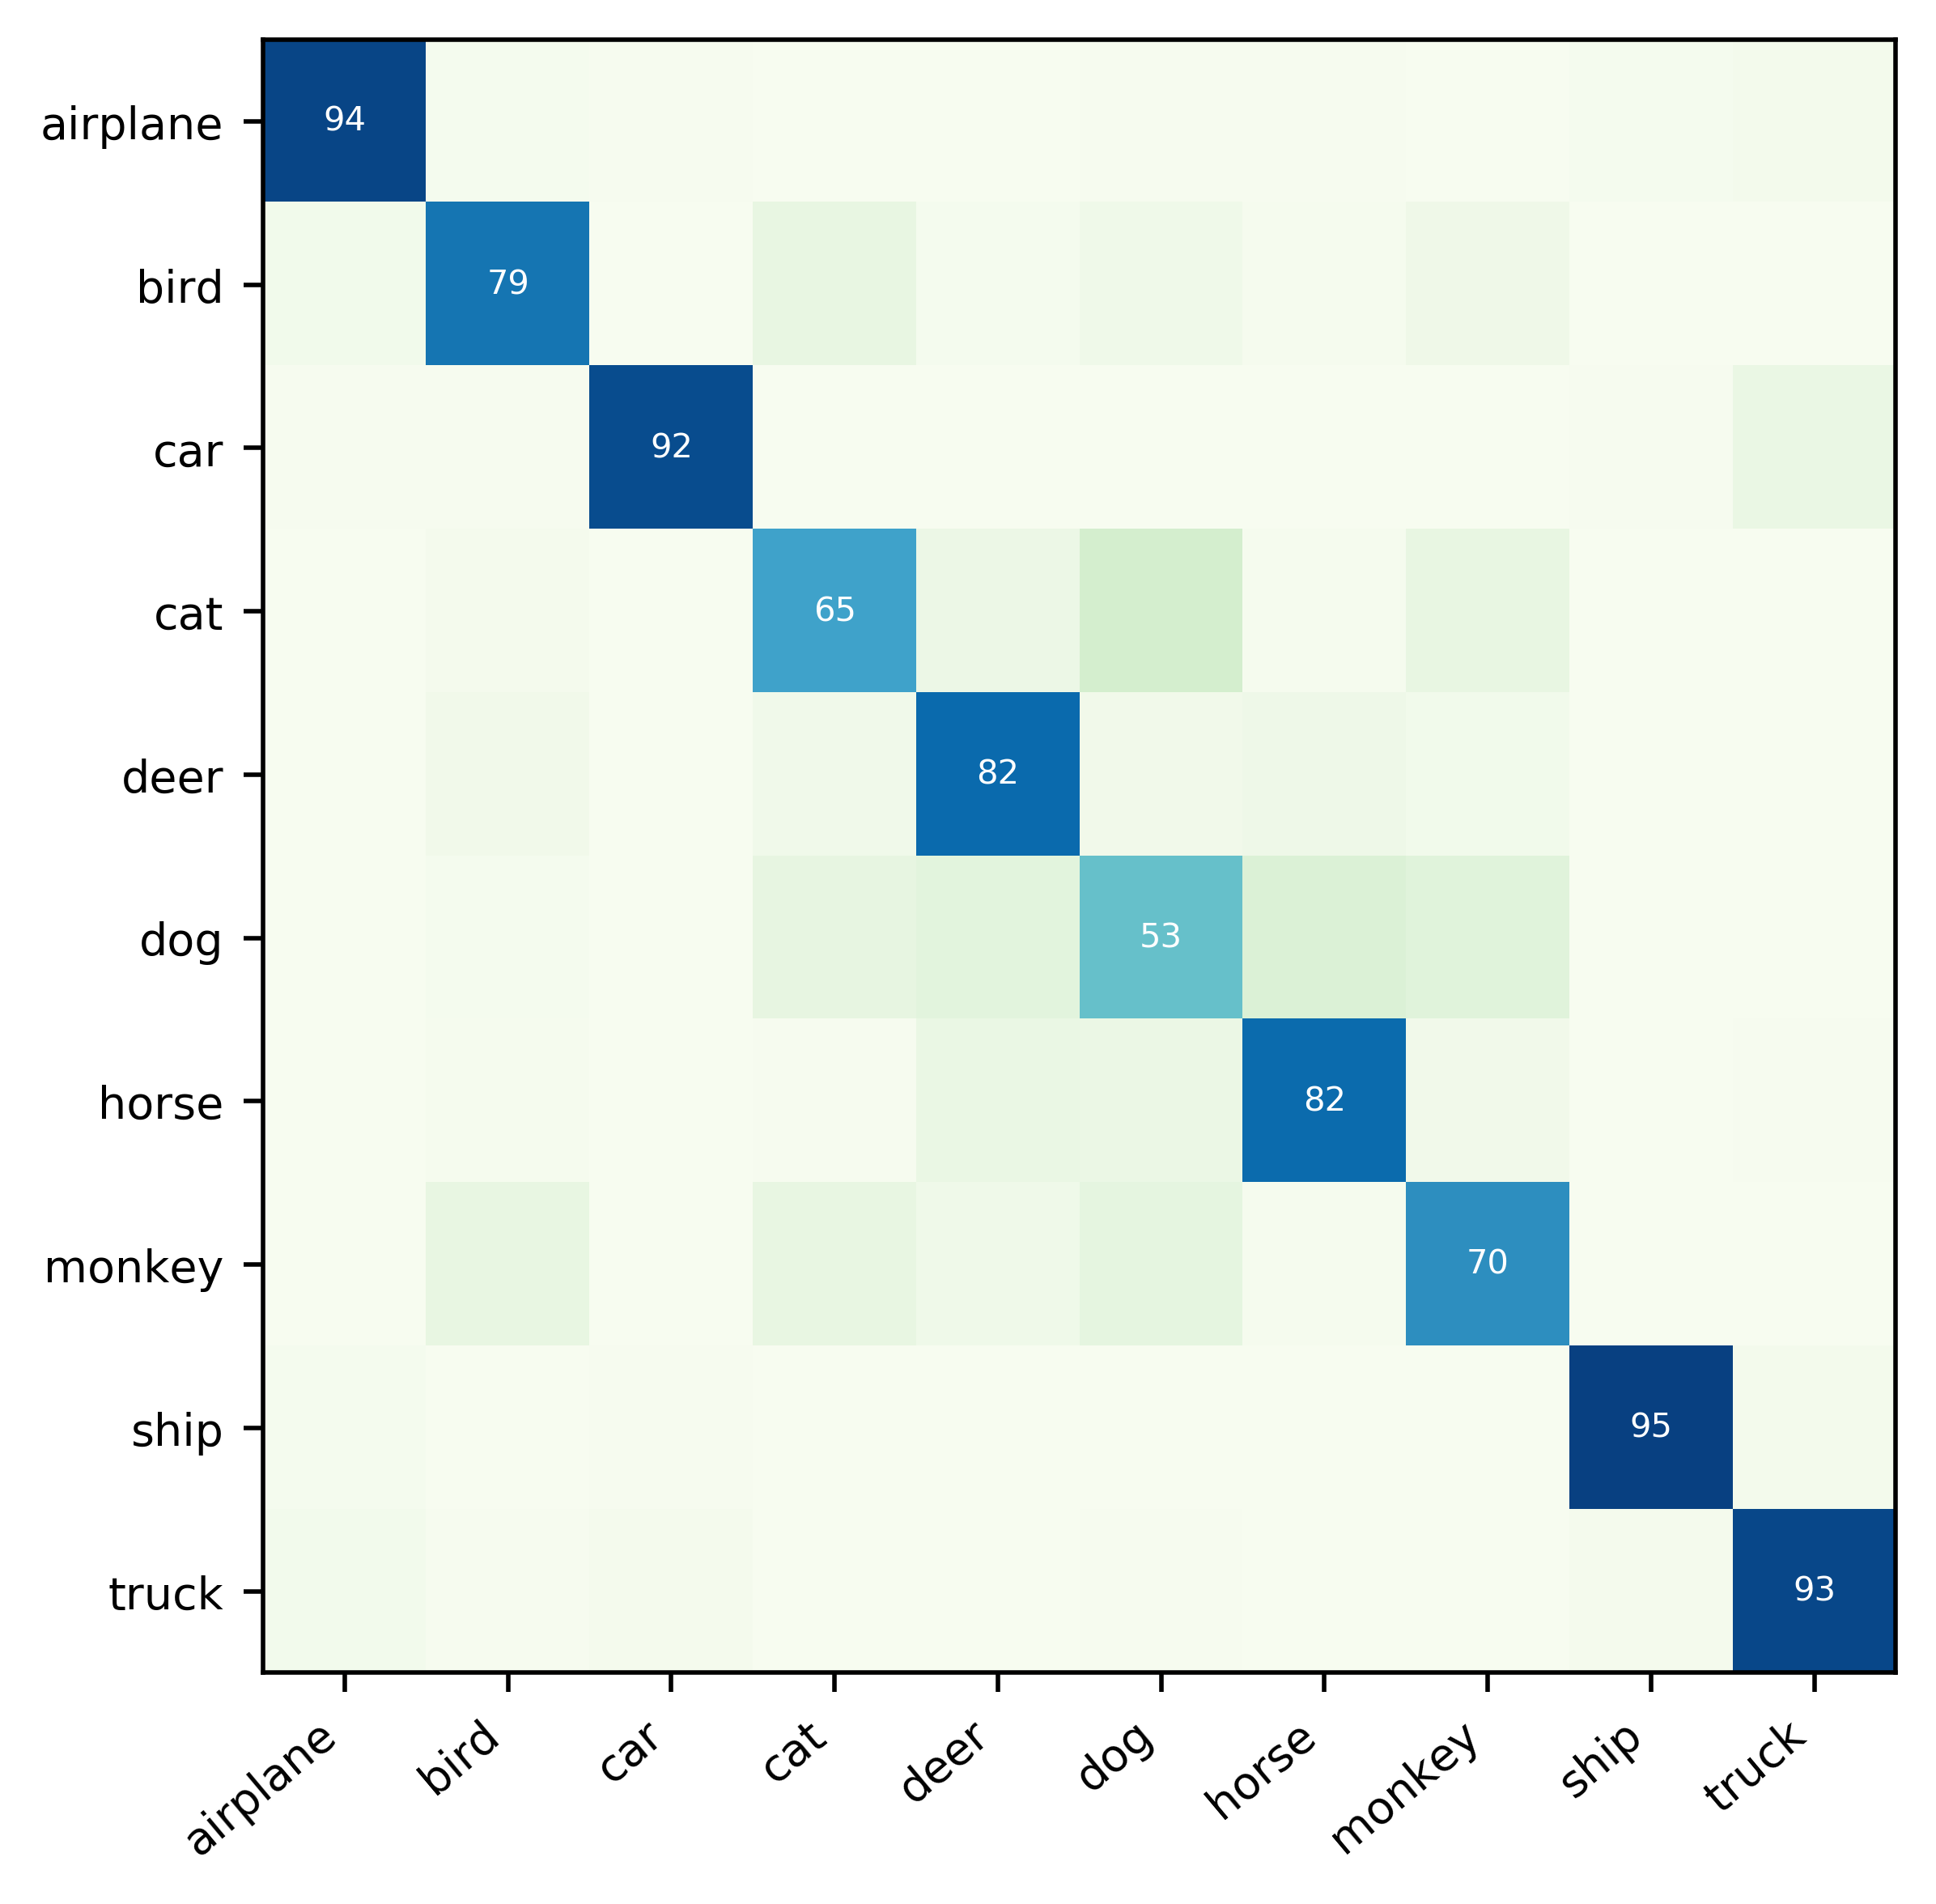 airplane
94
bird
79
car
92
cat
65
deer
82
dog
53
horse
82
monkey
70
ship
95
truck
93
airplane
bird
car
cat
deer
dog
horse
monkey
ship
truck